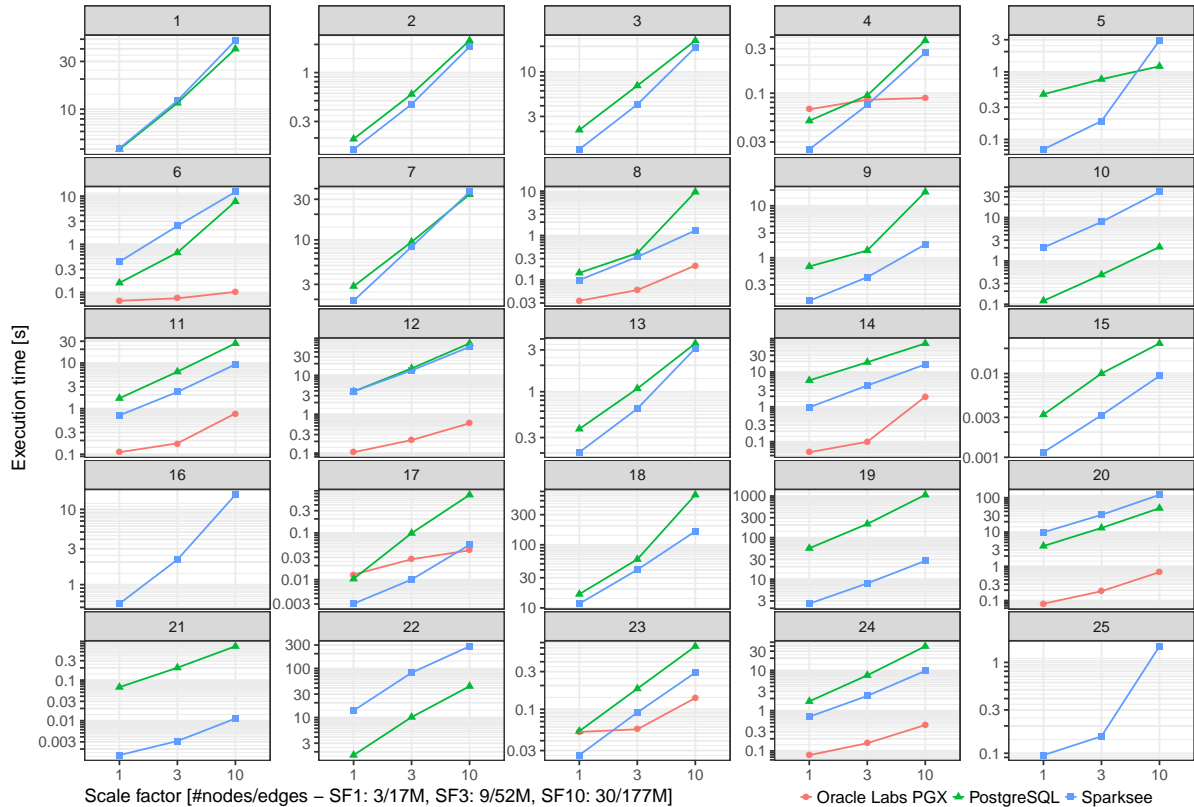 1 2 3 4 5
30 1 10 0.3 3
10 0.3 3 0.1 1
0.03 0.3
0.1
6 7 8 9 10
10 30 10 10 30
3 10 3 1 10
1 3 1 3
0.3 0.3 1
0.1 0.1 0.3
0.03 0.1
11 12 13 14 15
30 30 3 30 0.01
10 10 1 10 0.003
3 3 0.3 3 0.001
1 1 1
0.3 0.3 0.3
0.1 0.1 0.1
16 17 18 19 20
10 0.3 300 1000 100
3 0.1 100 300 30
1 0.03 30 100 10
0.01 10 30 3
0.003 10 1
3 0.3
0.1
21 22 23 24 25
0.3 300 0.3 30 1
0.1 100 0.1 10 0.3
0.03 30 0.03 3 0.1
0.01 10 1
0.003 3 0.3
0.1
1 3 10 1 3 10 1 3 10 1 3 10 1 3 10
Execution time [s]
Scale factor [#nodes/edges – SF1: 3/17M, SF3: 9/52M, SF10: 30/177M]
Oracle Labs PGX PostgreSQL Sparksee